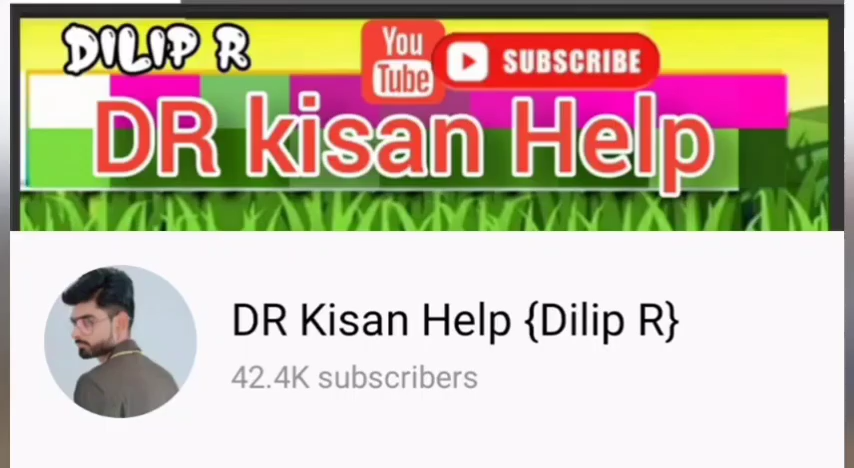 DILIP R
You
Tube
SUBSCRIBE
DR kisan Help
DR Kisan Help {Dilip R}
42.4K subscribers